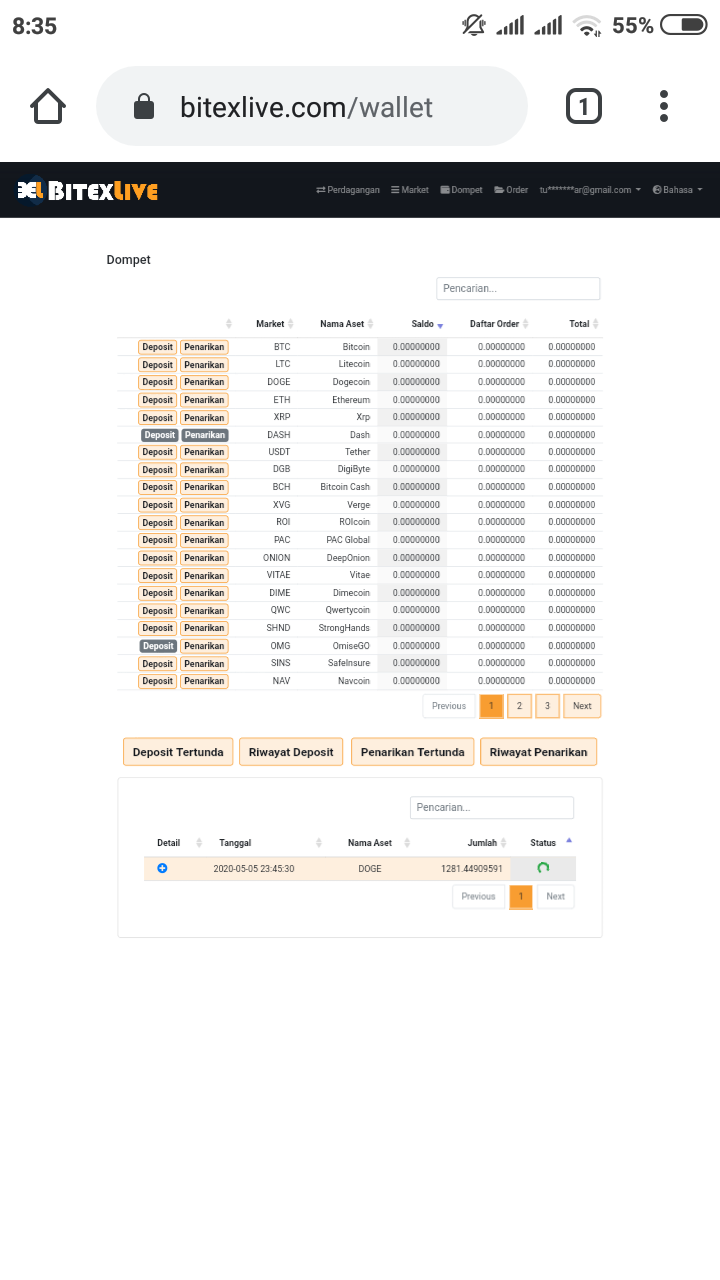 8:35 55%
bitexlive.com/wallet 1
BITEXLIVE Perdagangan Market Dompet Order tu*******ar@gmail.com Bahasa
Dompet
Pencarian...
Market Nama Aset Saldo Daftar Order Total
Deposit Penarikan BTC Bitcoin 0.00000000 0.00000000 0.00000000
Deposit Penarikan LTC Litecoin 0.00000000 0.00000000 0.00000000
Deposit Penarikan DOGE Dogecoin 0.00000000 0.00000000 0.00000000
Deposit Penarikan ETH Ethereum 0.00000000 0.00000000 0.00000000
Deposit Penarikan XRP Xrp 0.00000000 0.00000000 0.00000000
Deposit Penarikan DASH Dash 0.00000000 0.00000000 0.00000000
Deposit Penarikan USDT Tether 0.00000000 0.00000000 0.00000000
Deposit Penarikan DGB DigiByte 0.00000000 0.00000000 0.00000000
Deposit Penarikan BCH Bitcoin Cash 0.00000000 0.00000000 0.00000000
Deposit Penarikan XVG Verge 0.00000000 0.00000000 0.00000000
Deposit Penarikan ROI ROIcoin 0.00000000 0.00000000 0.00000000
Deposit Penarikan PAC PAC Global 0.00000000 0.00000000 0.00000000
Deposit Penarikan ONION DeepOnion 0.00000000 0.00000000 0.00000000
Deposit Penarikan VITAE Vitae 0.00000000 0.00000000 0.00000000
Deposit Penarikan DIME Dimecoin 0.00000000 0.00000000 0.00000000
Deposit Penarikan QWC Qwertycoin 0.00000000 0.00000000 0.00000000
Deposit Penarikan SHND StrongHands 0.00000000 0.00000000 0.00000000
Deposit Penarikan OMG OmiseGO 0.00000000 0.00000000 0.00000000
Deposit Penarikan SINS SafeInsure 0.00000000 0.00000000 0.00000000
Deposit Penarikan NAV Navcoin 0.00000000 0.00000000 0.00000000
Previous 1 2 3 Next
Deposit Tertunda Riwayat Deposit Penarikan Tertunda Riwayat Penarikan
Pencarian...
Detail Tanggal Nama Aset Jumlah Status
2020-05-05 23:45:30 DOGE 1281.44909591
Previous 1 Next